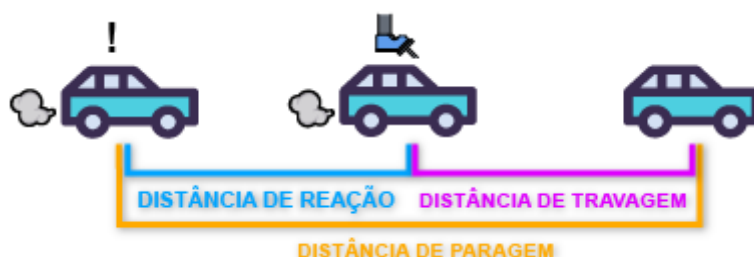 !
DISTÂNCIA DE REAÇÃO DISTÂNCIA DE TRAVAGEM
DISTÂNCIA DE PARAGEM